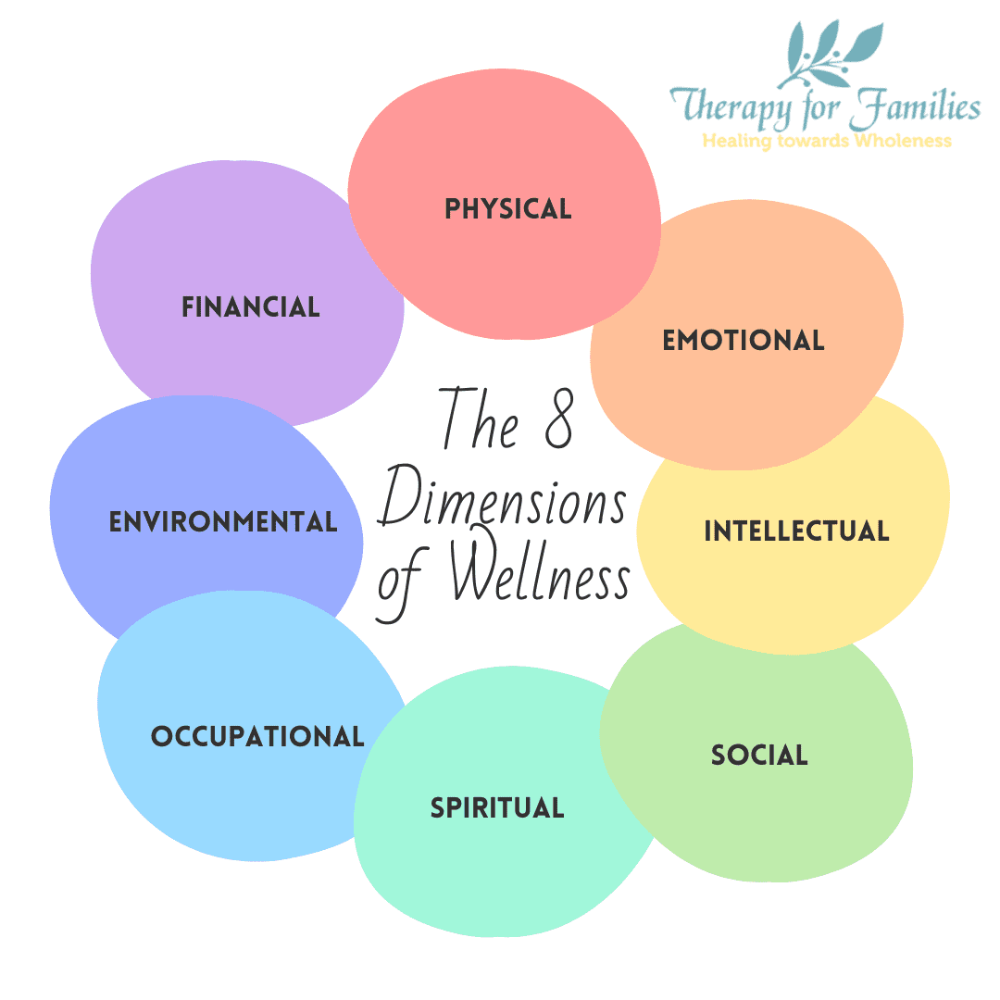 Therapy for Families
Healing towards Wholeness
PHYSICAL
FINANCIAL
EMOTIONAL
The 8
Dimensions
of Wellness
ENVIRONMENTAL
INTELLECTUAL
OCCUPATIONAL
SOCIAL
SPIRITUAL